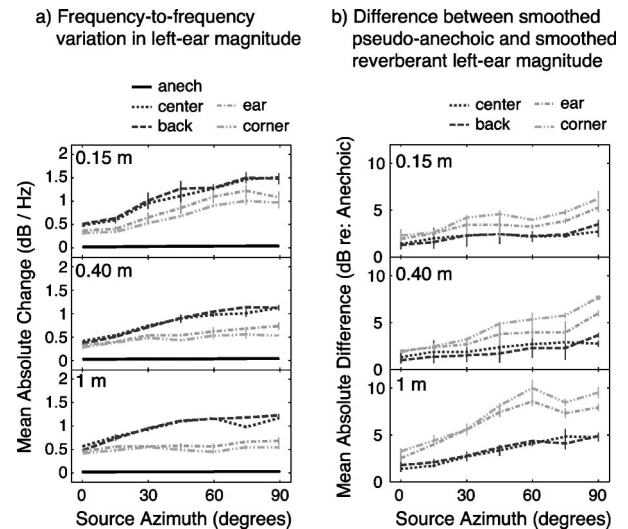 a) Frequency-to-frequency
variation in left-ear magnitude
anech
center
ear
back
corner
0.15 m
2
1.5
1
0.5
0
0.40 m
1.5
1
0.5
0
1 m
1.5
1
0.5
0
Mean Absolute Change (dB / Hz)
0
30
60
90
Source Azimuth (degrees)
b) Difference between smoothed
pseudo-anechoic and smoothed
reverberant left-ear magnitude
center
ear
back
corner
0.15 m
10
5
0
0.40 m
10
5
0
1 m
10
5
0
Mean Absolute Difference (dB re: Anechoic)
0
30
60
90
Source Azimuth (degrees)